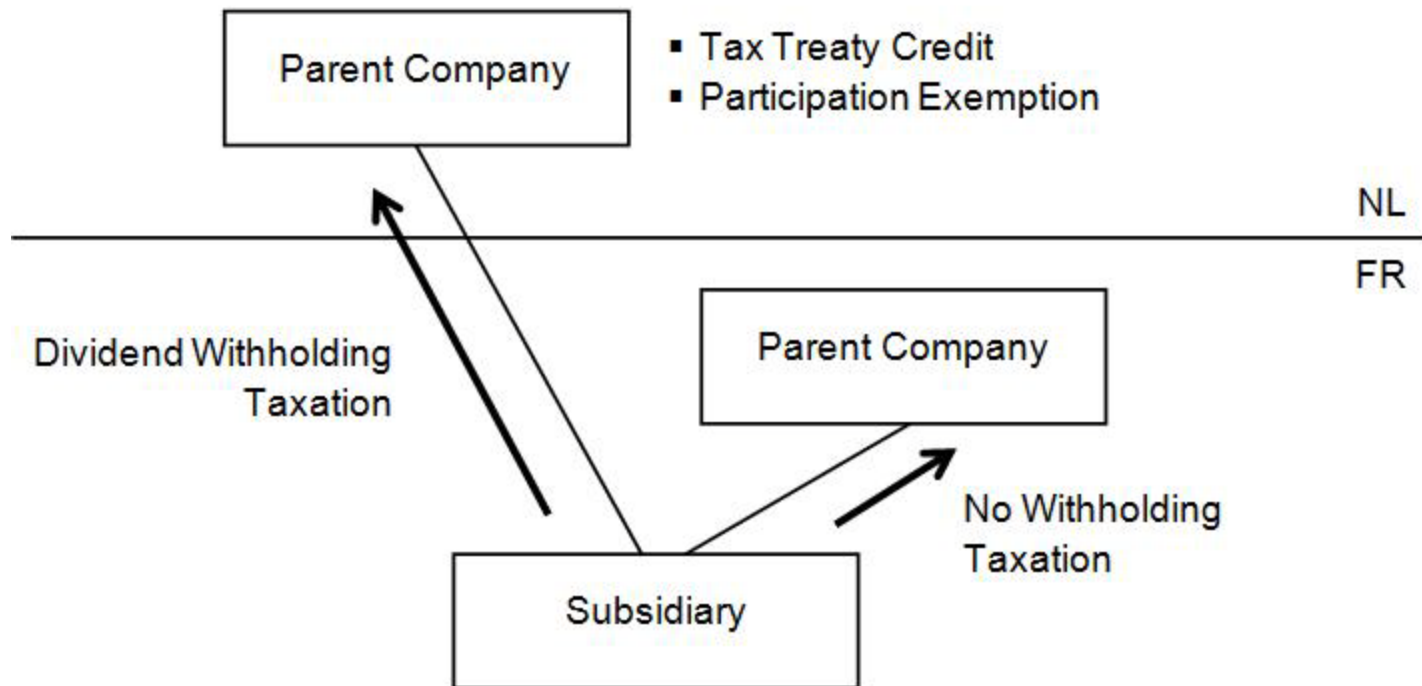 Parent Company
▪ Tax Treaty Credit
▪ Participation Exemption
NL
FR
Parent Company
Dividend Withholding
Taxation
No Withholding
Taxation
Subsidiary